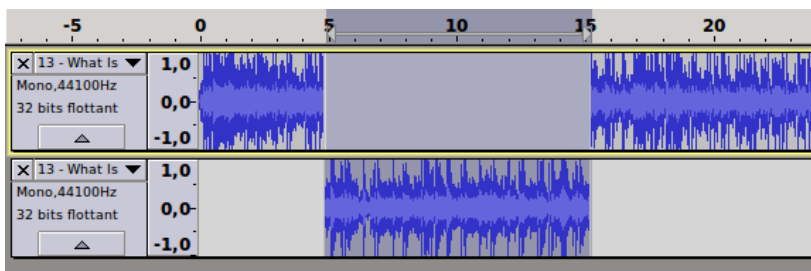 -5 0 5 10 15 20
13 - What Is 1,0
Mono,44100Hz
32 bits flottant 0,0-
-1,0
13 - What Is 1,0
Mono,44100Hz
32 bits flottant 0,0-
-1,0